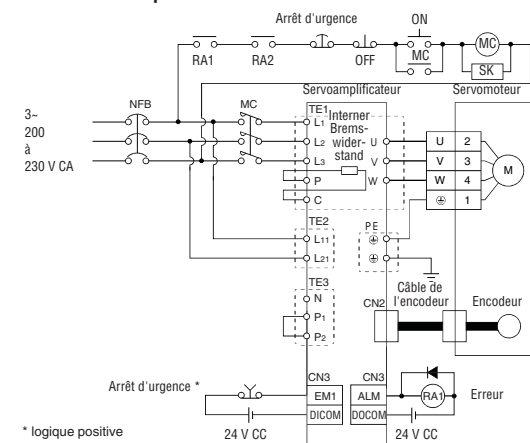 Arrêt d'urgence
ON
RA1
RA2
OFF
MC
MC
SK
Servoamplificateur
Servomoteur
3~
200
à
230 V CA
NFB
MC
TE1
L1
L2
L3
P
C
Interner
Brems-
wider-
stand
U
V
W
U 2
V 3
W 4
1
M
TE2
L11
L21
PE
TE3
N
P1
P2
CN2
Câble de
l'encodeur
Encodeur
CN3
CN3
Arrêt d'urgence *
EM1
DICOM
ALM
DOCOM
RA1
Erreur
24 V CC
24 V CC
* logique positive